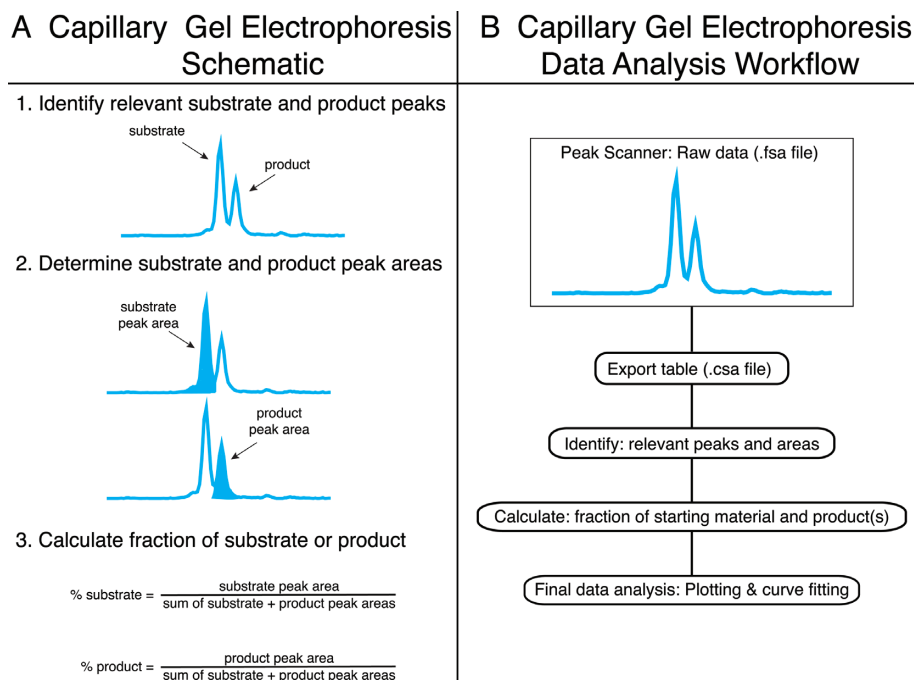 A Capillary Gel Electrophoresis
Schematic
1. Identify relevant substrate and product peaks
substrate
product
2. Determine substrate and product peak areas
substrate
peak area
product
peak area
3. Calculate fraction of substrate or product
% substrate = substrate peak area
sum of substrate + product peak areas
% product = product peak area
sum of substrate + product peak areas
B Capillary Gel Electrophoresis
Data Analysis Workflow
Peak Scanner: Raw data (.fsa file)
Export table (.csa file)
Identify: relevant peaks and areas
Calculate: fraction of starting material and product(s)
Final data analysis: Plotting & curve fitting